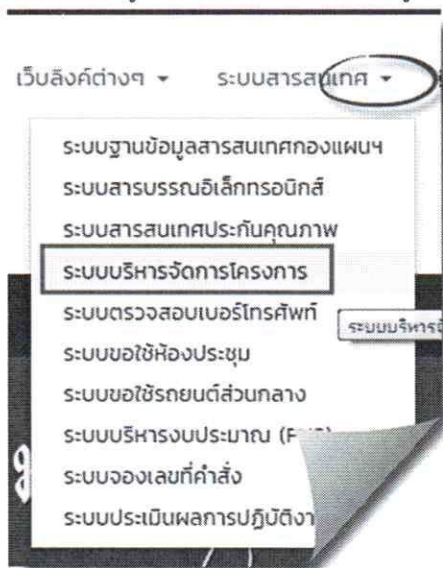 เว็บลิงค์ต่างๆ ระบบสารสนเทศ
ระบบฐานข้อมูลสารสนเทศกองแผนฯ
ระบบสารบรรณอิเล็กทรอนิกส์
ระบบสารสนเทศประกันคุณภาพ
ระบบบริหารจัดการโครงการ
ระบบตรวจสอบเบอร์โทรศัพท์
ระบบบริหารจั
ระบบขอใช้ห้องประชุม
ระบบขอใช้รถยนต์ส่วนกลาง
ระบบบริหารงบประมาณ
ระบบจองเลขที่คำสั่ง
ระบบประเมินผลการปฏิบัติงา